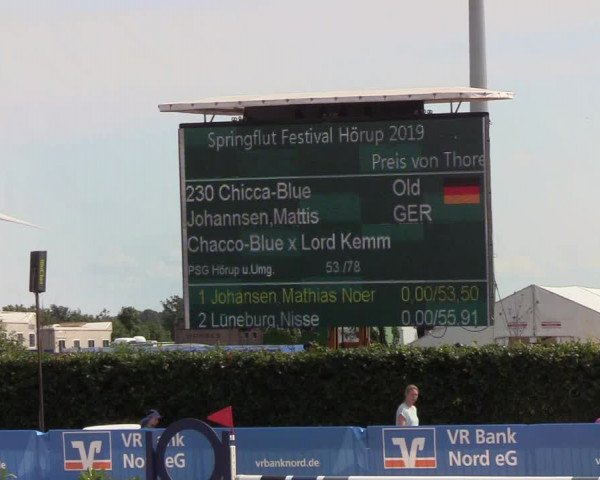 Springflut Festival Hörup 2019
Preis von Thore
230 Chicca-Blue Old
Johannsen,Mattis GER
Chacco-Blue x Lord Kemm
PSG Hörup u.Umg. 53 /78
1 Johansen Mathias Noer 0,00/53,50
2 Lüneburg,Nisse 0,00/55,91
VR Bank
Nord eG
vrbanknord.de
VR Bank
Nord eG